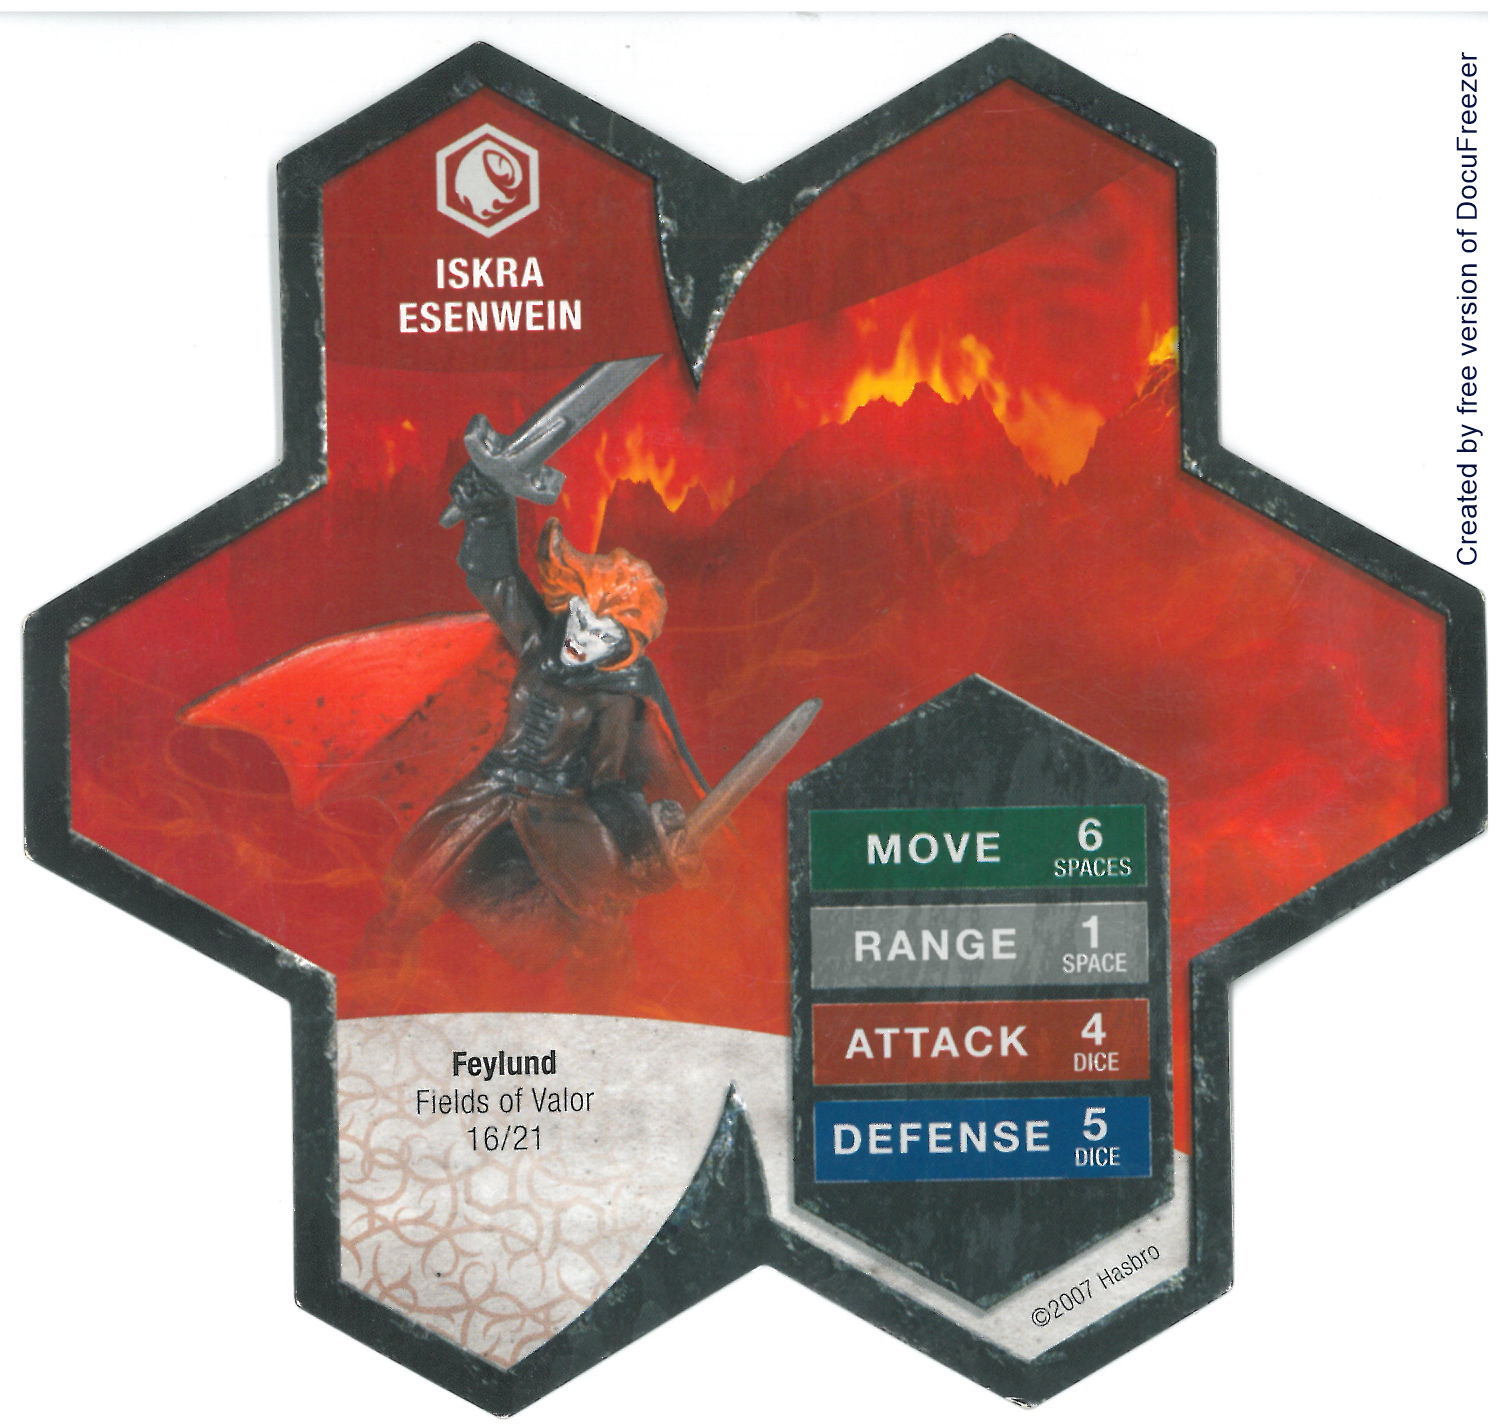 ISKRA
ESENWEIN
MOVE 6
SPACES
RANGE 1
SPACE
ATTACK 4
DICE
DEFENSE 5
DICE
Feylund
Fields of Valor
16/21
©2007 Hasbro
Created by free version of DocuFreezer